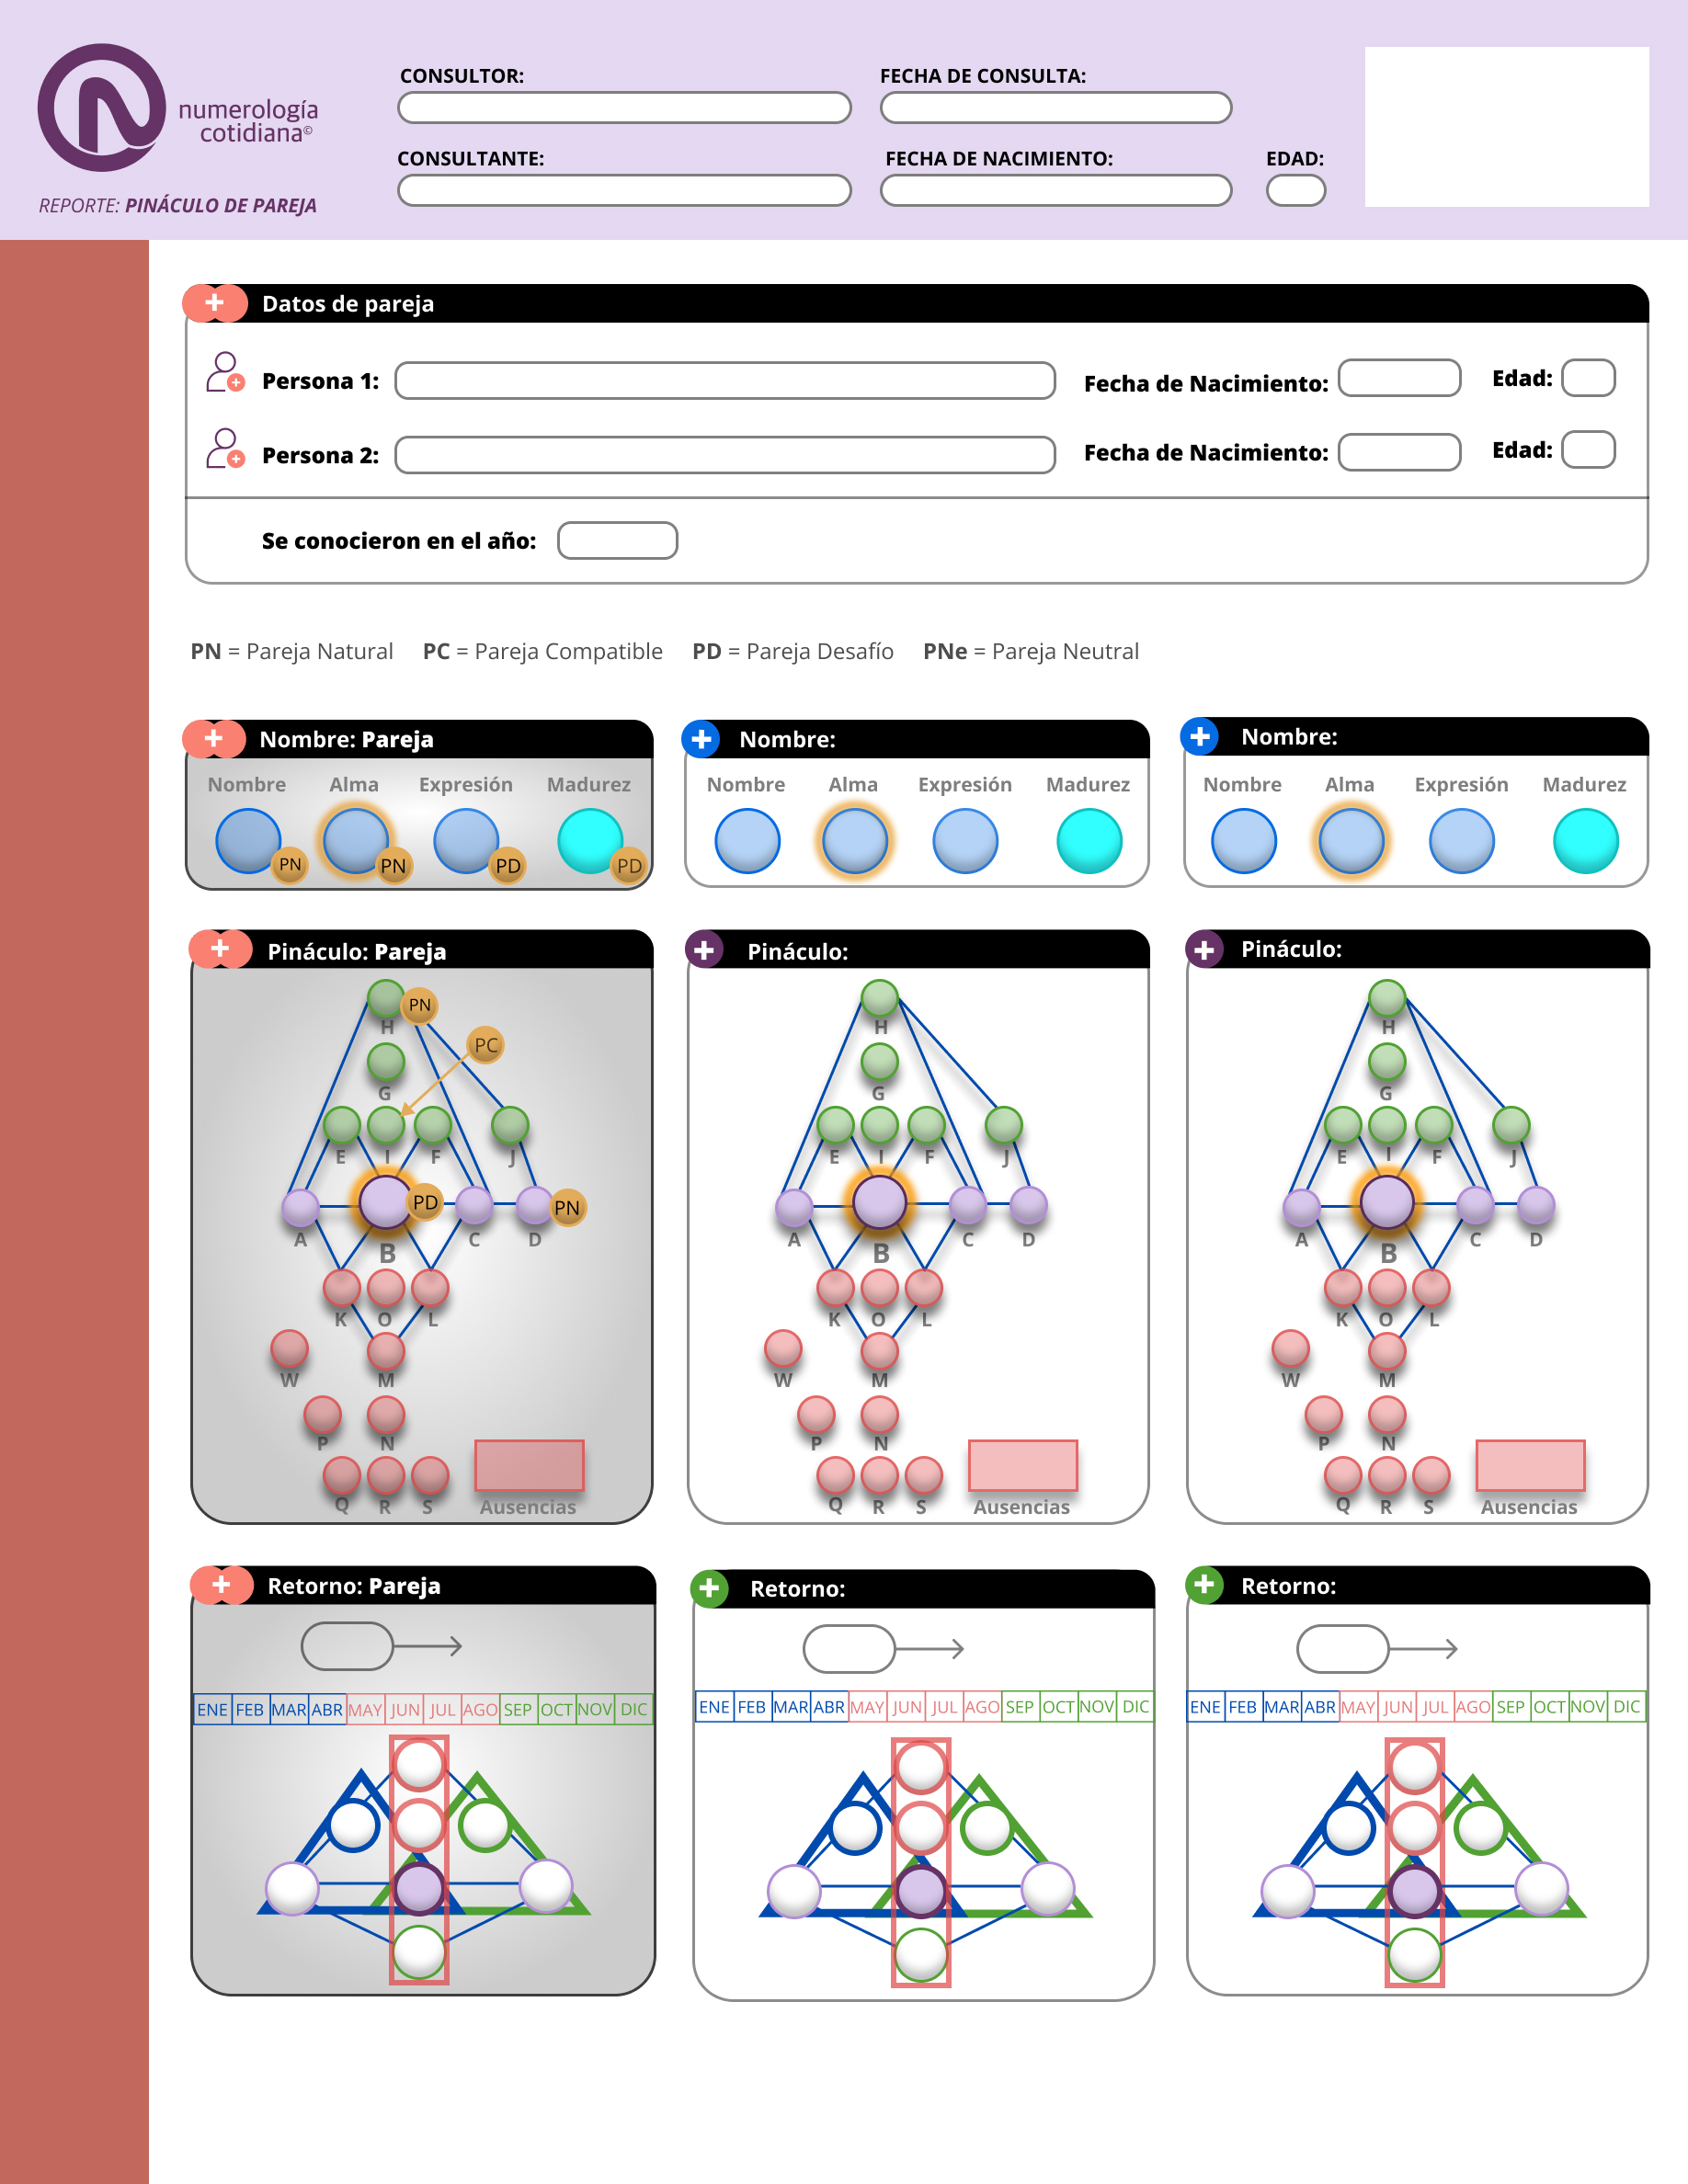 numerología
cotidiana©
REPORTE: PINÁCULO DE PAREJA
CONSULTOR:
FECHA DE CONSULTA:
CONSULTANTE:
FECHA DE NACIMIENTO:
EDAD:
Datos de pareja
Persona 1:
Fecha de Nacimiento:
Edad:
Persona 2:
Fecha de Nacimiento:
Edad:
Se conocieron en el año:
PN = Pareja Natural PC = Pareja Compatible PD = Pareja Desafío PNe = Pareja Neutral
Nombre: Pareja
Nombre Alma Expresión Madurez
PN PN PD PD
Nombre:
Nombre Alma Expresión Madurez
Nombre:
Nombre Alma Expresión Madurez
Pináculo: Pareja
PN
H
PC
G
E I F J
PD PN
A B C D
K O L
W M
P N
Q R S Ausencias
Pináculo:
H
G
E I F J
A B C D
K O L
W M
P N
Q R S Ausencias
Pináculo:
H
G
E I F J
A B C D
K O L
W M
P N
Q R S Ausencias
Retorno: Pareja
ENE FEB MAR ABR MAY JUN JUL AGO SEP OCT NOV DIC
Retorno:
ENE FEB MAR ABR MAY JUN JUL AGO SEP OCT NOV DIC
Retorno:
ENE FEB MAR ABR MAY JUN JUL AGO SEP OCT NOV DIC